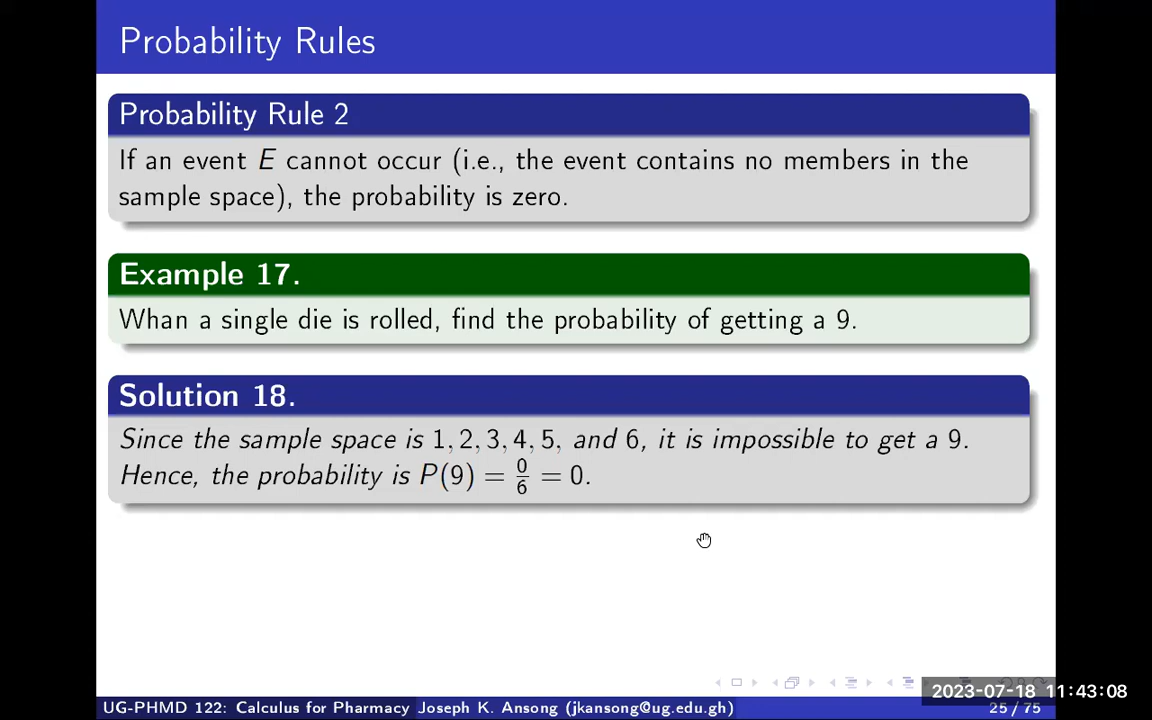 Probability Rules
Probability Rule 2
If an event E cannot occur (i.e., the event contains no members in the
sample space), the probability is zero.
Example 17.
Whan a single die is rolled, find the probability of getting a 9.
Solution 18.
Since the sample space is 1, 2, 3, 4, 5, and 6, it is impossible to get a 9.
Hence, the probability is P(9) = 0/6 = 0.
UG-PHMD 122: Calculus for Pharmacy Joseph K. Ansong (jkansong@ug.edu.gh) 25 / 75
2023-07-18 11:43:08